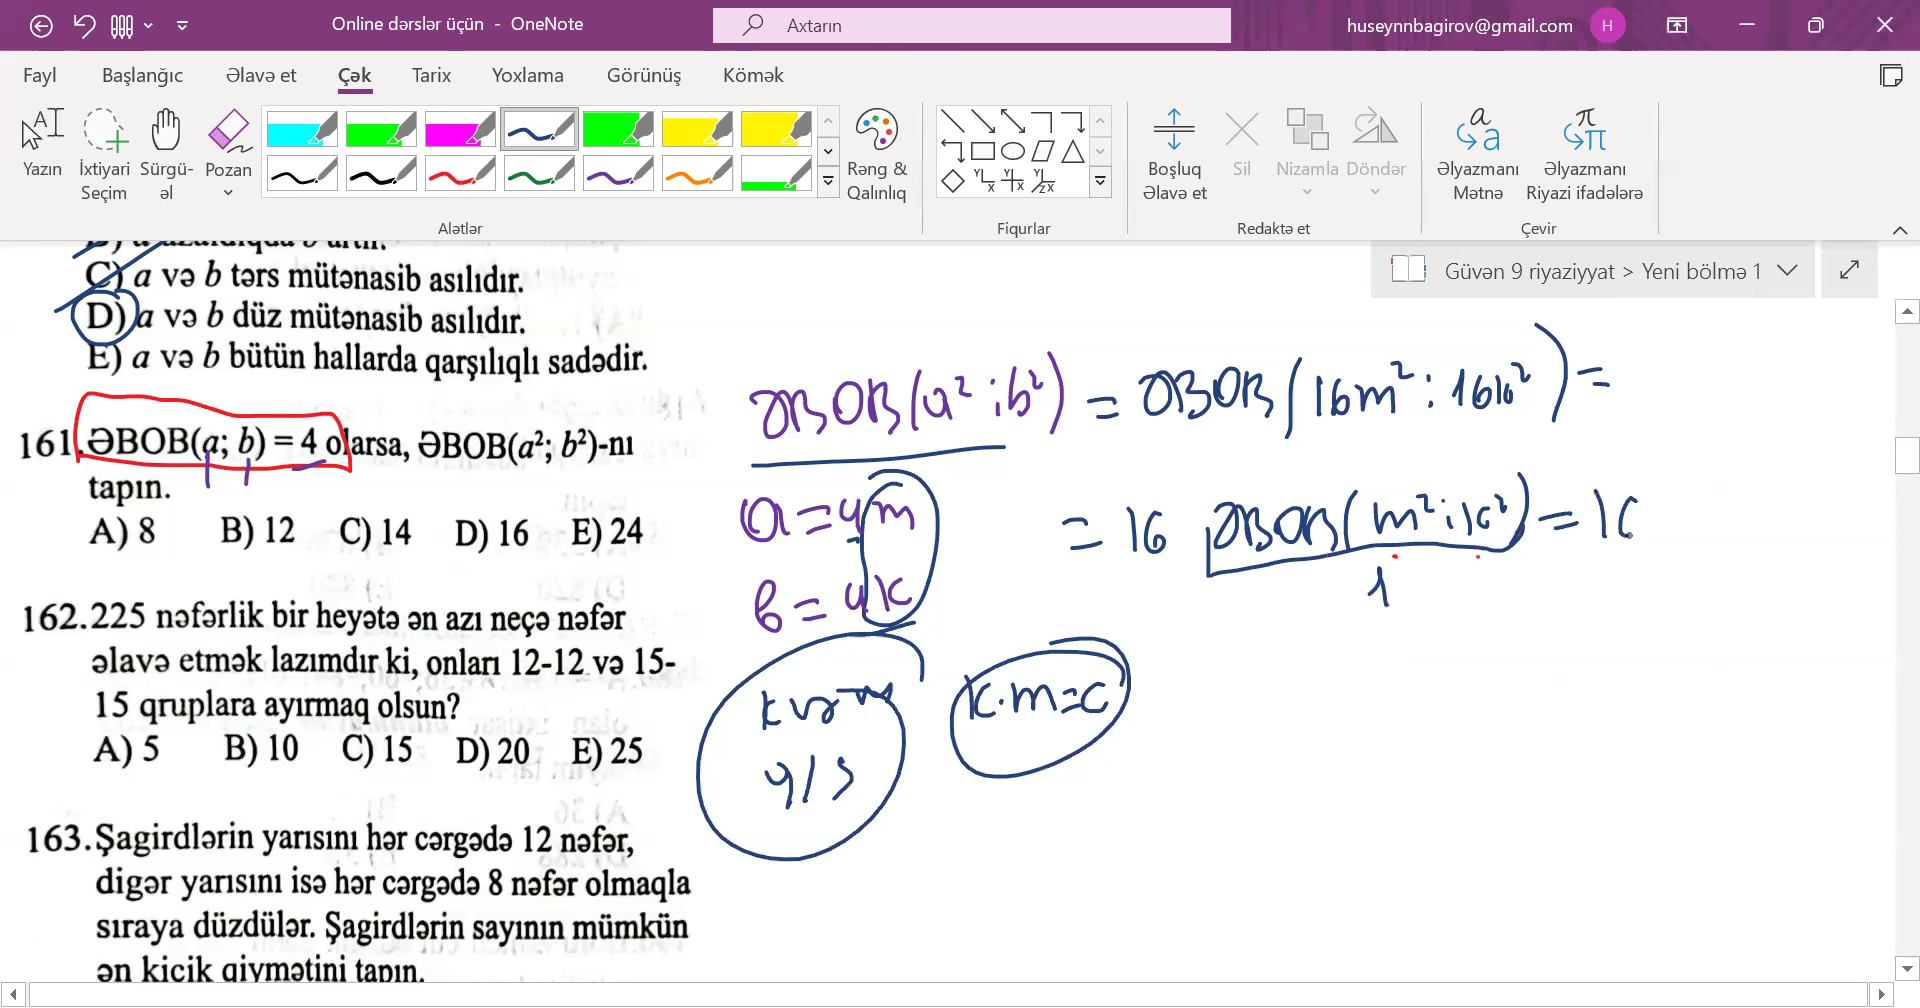 Online dərslər üçün - OneNote
Axtarın
huseynnbagirov@gmail.com
H
Fayl Başlanğıc Əlavə et Çək Tarix Yoxlama Görünüş Kömək
Yazın
İxtiyari Seçim
Sürgü-əl
Pozan
Rəng & Qalınlıq
Boşluq Əlavə et
Sil
Nizamla
Döndər
Əlyazmanı Mətnə
Əlyazmanı Riyazi ifadələrə
Alətlər
Fiqurlar
Redaktə et
Çevir
Güvən 9 riyaziyyat > Yeni bölmə 1
C) a və b tərs mütənasib asılıdır.
D) a və b düz mütənasib asılıdır.
E) a və b bütün hallarda qarşılıqlı sadədir.
161. ƏBOB(a; b) = 4 olarsa, ƏBOB(a²; b²)-nı
tapın.
A) 8 B) 12 C) 14 D) 16 E) 24
162. 225 nəfərlik bir heyətə ən azı neçə nəfər
əlavə etmək lazımdır ki, onları 12-12 və 15-
15 qruplara ayırmaq olsun?
A) 5 B) 10 C) 15 D) 20 E) 25
163. Şagirdlərin yarısını hər cərgədə 12 nəfər,
digər yarısını isə hər cərgədə 8 nəfər olmaqla
sıraya düzdülər. Şagirdlərin sayının mümkün
ən kiçik qiymətini tapın.
ƏBOB(a²;b²) = ƏBOB(16m²;16k²) =
a=4m
= 16 ƏBOB(m²;k²) = 16
1
b=4k
k və m
q/s
k·m=c